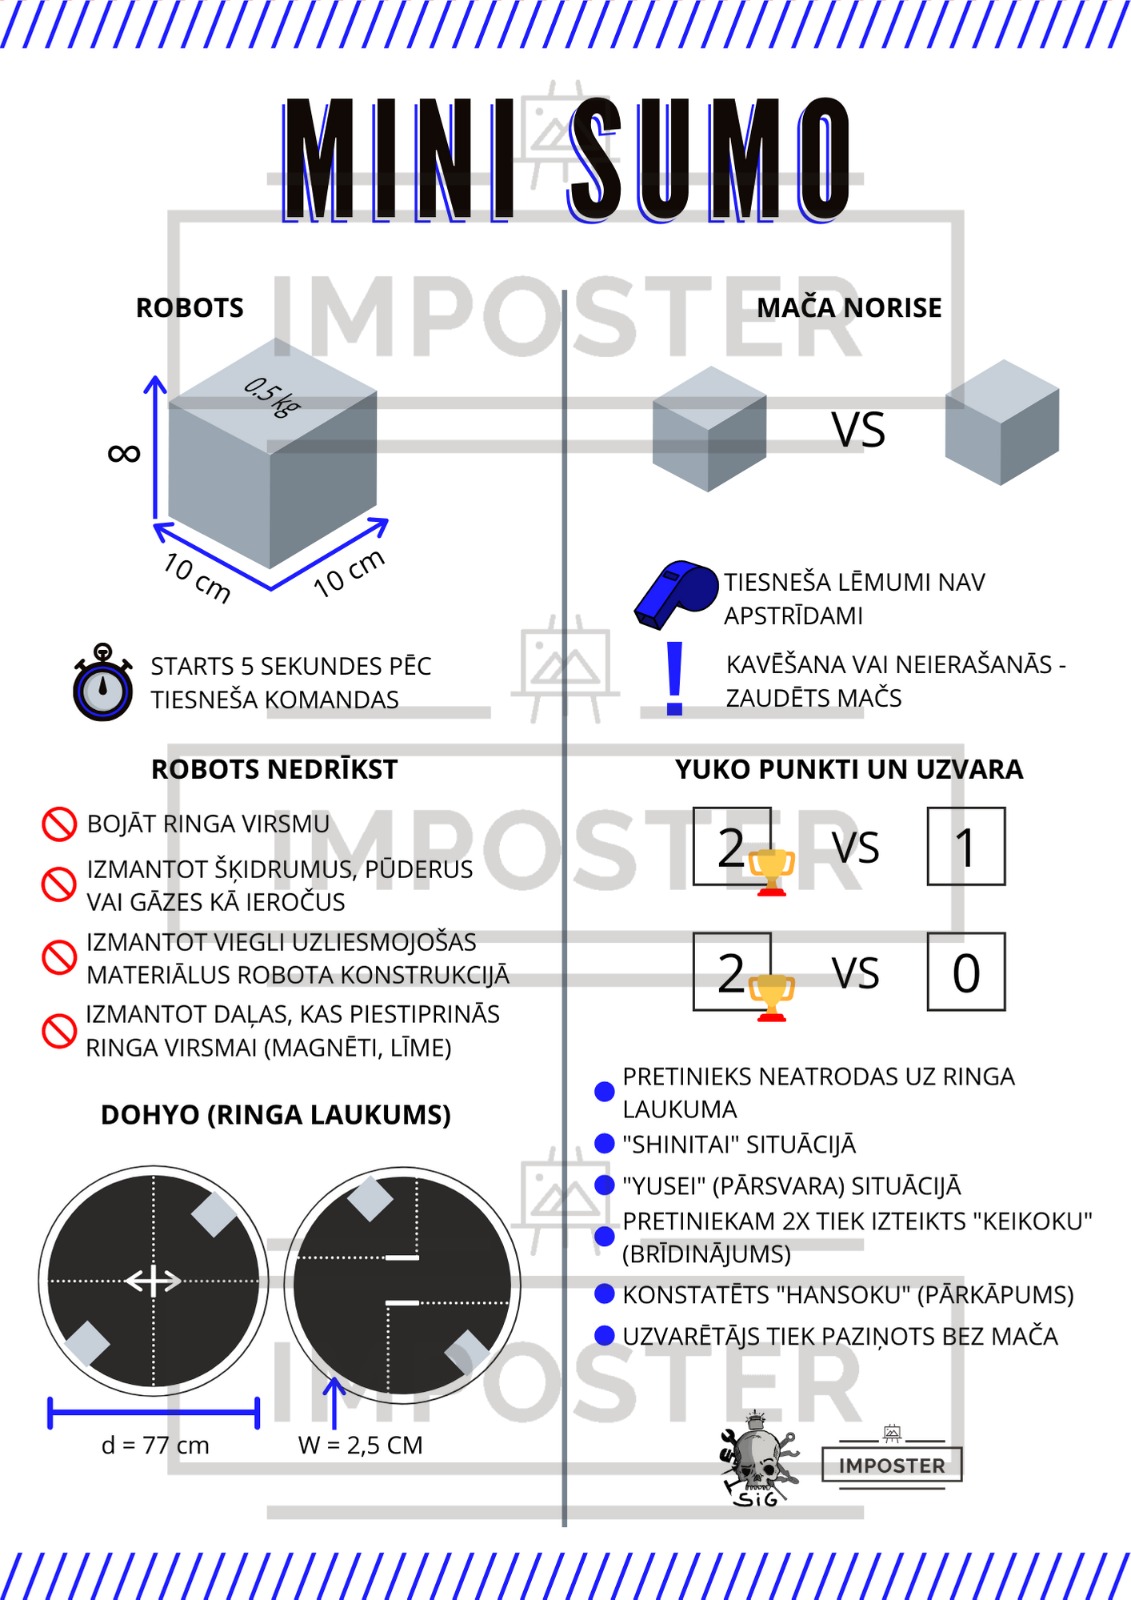 MINI SUMO
ROBOTS
0.5 kg
∞
10 cm
10 cm
STARTS 5 SEKUNDES PĒC
TIESNEŠA KOMANDAS
ROBOTS NEDRĪKST
BOJĀT RINGA VIRSMU
IZMANTOT ŠĶIDRUMUS, PŪDERUS
VAI GĀZES KĀ IEROČUS
IZMANTOT VIEGLI UZLIESMOJOŠAS
MATERIĀLUS ROBOTA KONSTRUKCIJĀ
IZMANTOT DAĻAS, KAS PIESTIPRINĀS
RINGA VIRSMAI (MAGNĒTI, LĪME)
DOHYO (RINGA LAUKUMS)
d = 77 cm
W = 2,5 CM
MAČA NORISE
VS
TIESNEŠA LĒMUMI NAV
APSTRĪDAMI
!
KAVĒŠANA VAI NEIERAŠANĀS -
ZAUDĒTS MAČS
YUKO PUNKTI UN UZVARA
2 VS 1
2 VS 0
PRETINIEKS NEATRODAS UZ RINGA
LAUKUMA
"SHINITAI" SITUĀCIJĀ
"YUSEI" (PĀRSVARA) SITUĀCIJĀ
PRETINIEKAM 2X TIEK IZTEIKTS "KEIKOKU"
(BRĪDINĀJUMS)
KONSTATĒTS "HANSOKU" (PĀRKĀPUMS)
UZVARĒTĀJS TIEK PAZIŅOTS BEZ MAČA
SiG
IMPOSTER
IMPOSTER
IMPOSTER
IMPOSTER